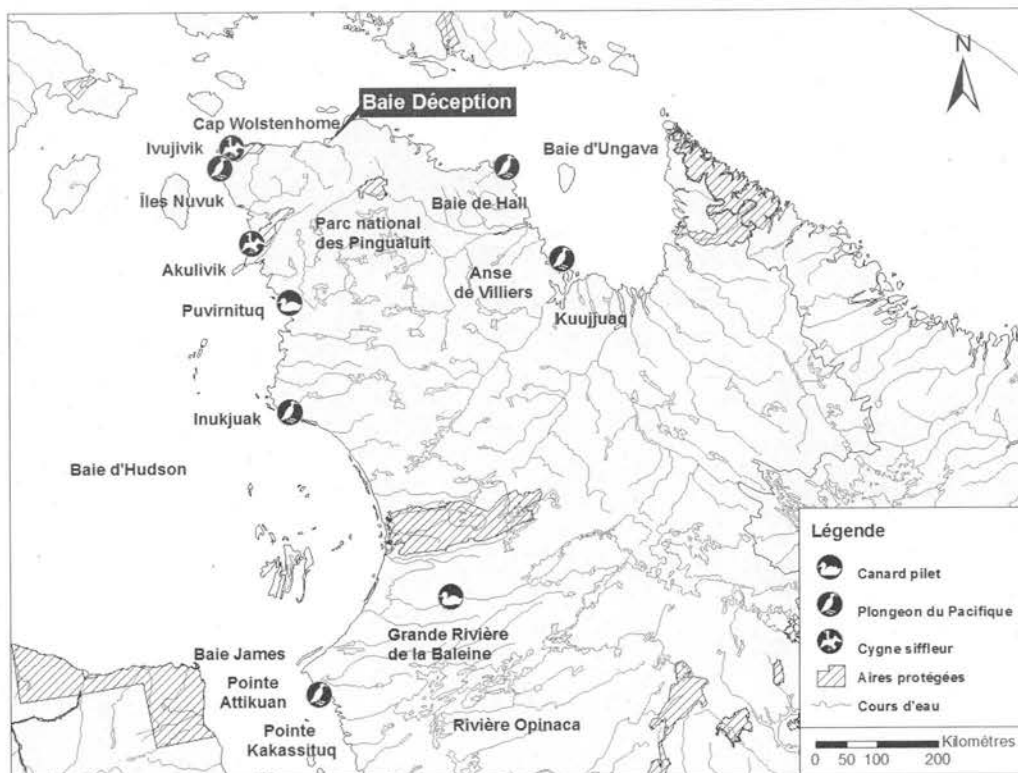 N
Baie Déception
Cap Wolstenhome
Ivujivik
Baie d'Ungava
Îles Nuvuk
Baie de Hall
Parc national
des Pingualuit
Akulivik
Anse
de Villiers
Puvirnituq
Kuujjuaq
Inukjuak
Baie d'Hudson
Légende
Canard pilet
Plongeon du Pacifique
Cygne siffleur
Aires protégées
Cours d'eau
Kilomètres
0 50 100 200
Grande Rivière
de la Baleine
Baie James
Pointe
Attikuan
Pointe
Kakassituq
Rivière Opinaca